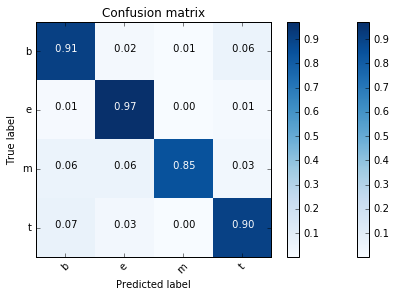 Confusion matrix
b 0.91 0.02 0.01 0.06
e 0.01 0.97 0.00 0.01
m 0.06 0.06 0.85 0.03
t 0.07 0.03 0.00 0.90
b e m t
True label
Predicted label
0.9 0.9
0.8 0.8
0.7 0.7
0.6 0.6
0.5 0.5
0.4 0.4
0.3 0.3
0.2 0.2
0.1 0.1